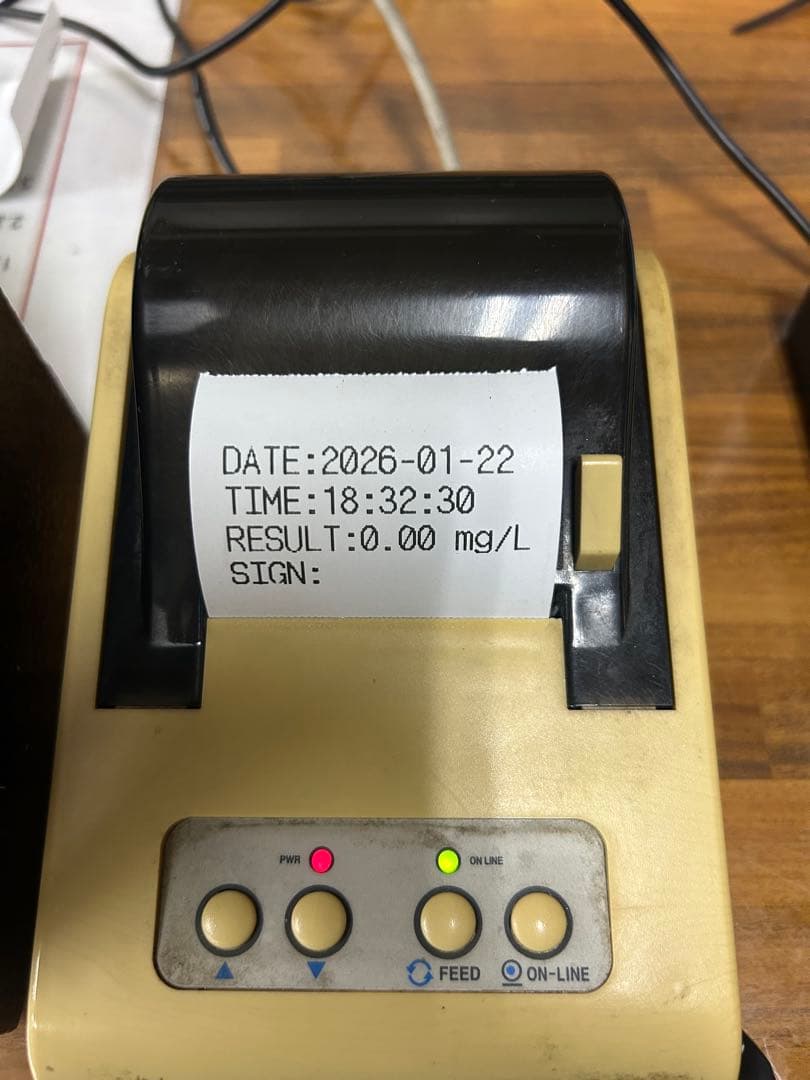 DATE:2026-01-22
TIME:18:32:30
RESULT:0.00 mg/L
SIGN:
PWR
ON LINE
FEED
ON-LINE